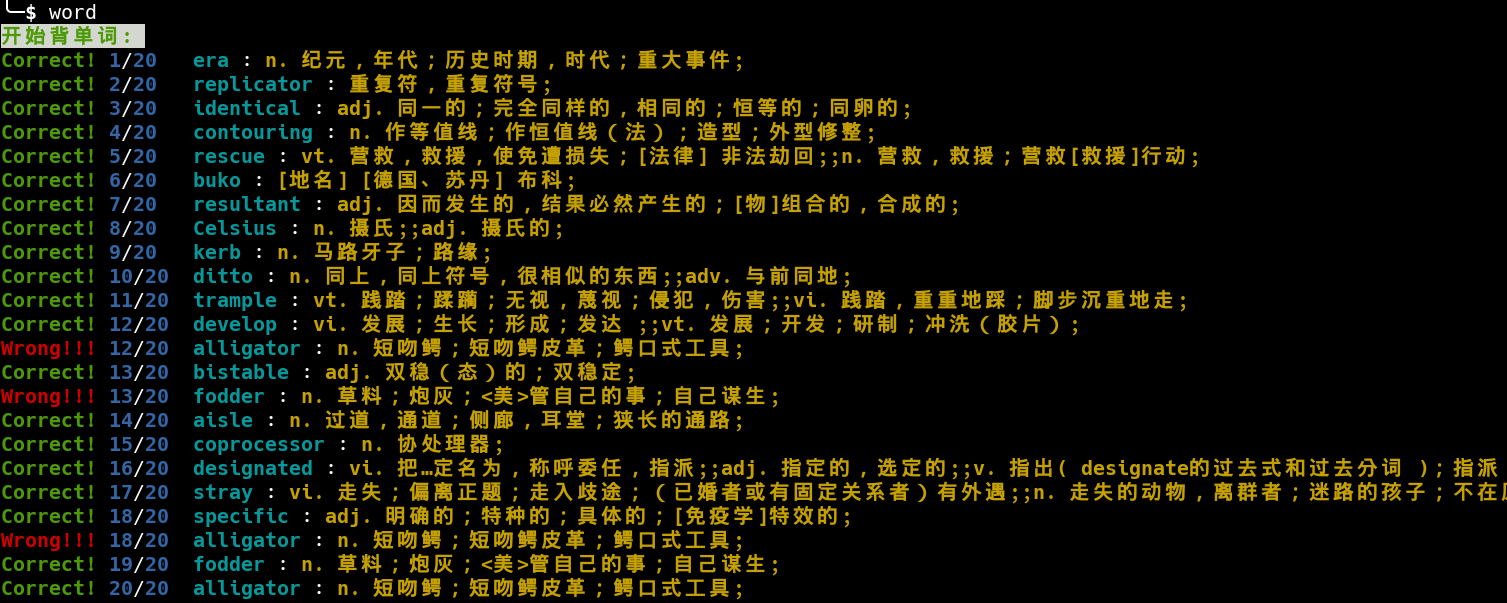 ╰─$ word
开始背单词：
Correct! 1/20 era : n. 纪元，年代；历史时期，时代；重大事件；
Correct! 2/20 replicator : 重复符，重复符号；
Correct! 3/20 identical : adj. 同一的；完全同样的，相同的；恒等的；同卵的；
Correct! 4/20 contouring : n. 作等值线；作恒值线（法）；造型；外型修整；
Correct! 5/20 rescue : vt. 营救，救援，使免遭损失；[法律] 非法劫回；;n. 营救，救援；营救[救援]行动；
Correct! 6/20 buko : [地名] [德国、苏丹] 布科；
Correct! 7/20 resultant : adj. 因而发生的，结果必然产生的；[物]组合的，合成的；
Correct! 8/20 Celsius : n. 摄氏；;adj. 摄氏的；
Correct! 9/20 kerb : n. 马路牙子；路缘；
Correct! 10/20 ditto : n. 同上，同上符号，很相似的东西；;adv. 与前同地；
Correct! 11/20 trample : vt. 践踏；蹂躏；无视，蔑视；侵犯，伤害；;vi. 践踏，重重地踩；脚步沉重地走；
Correct! 12/20 develop : vi. 发展；生长；形成；发达 ;;vt. 发展；开发；研制；冲洗（胶片）；
Wrong!!! 12/20 alligator : n. 短吻鳄；短吻鳄皮革；鳄口式工具；
Correct! 13/20 bistable : adj. 双稳（态）的；双稳定；
Wrong!!! 13/20 fodder : n. 草料；炮灰；<美>管自己的事；自己谋生；
Correct! 14/20 aisle : n. 过道，通道；侧廊，耳堂；狭长的通路；
Correct! 15/20 coprocessor : n. 协处理器；
Correct! 16/20 designated : vi. 把…定名为，称呼委任，指派；;adj. 指定的，选定的；;v. 指出( designate的过去式和过去分词 )；指派
Correct! 17/20 stray : vi. 走失；偏离正题；走入歧途；（已婚者或有固定关系者）有外遇；;n. 走失的动物，离群者；迷路的孩子；不在
Correct! 18/20 specific : adj. 明确的；特种的；具体的；[免疫学]特效的；
Wrong!!! 18/20 alligator : n. 短吻鳄；短吻鳄皮革；鳄口式工具；
Correct! 19/20 fodder : n. 草料；炮灰；<美>管自己的事；自己谋生；
Correct! 20/20 alligator : n. 短吻鳄；短吻鳄皮革；鳄口式工具；